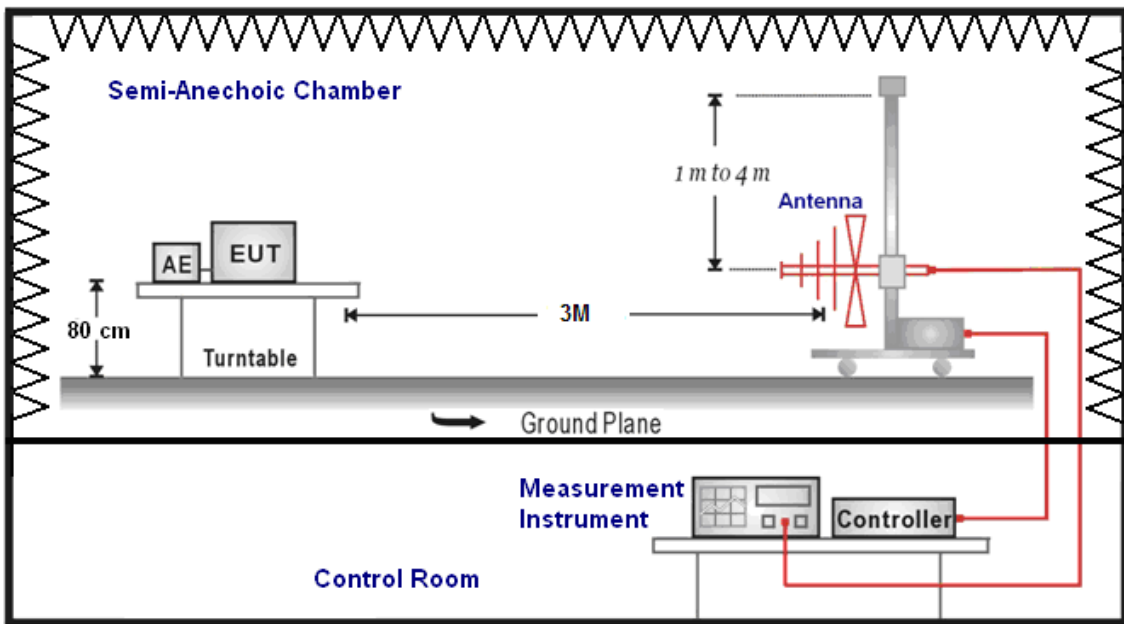 Semi-Anechoic Chamber
1 m to 4 m
Antenna
AE
EUT
80 cm
3M
Turntable
Ground Plane
Measurement
Instrument
Controller
Control Room